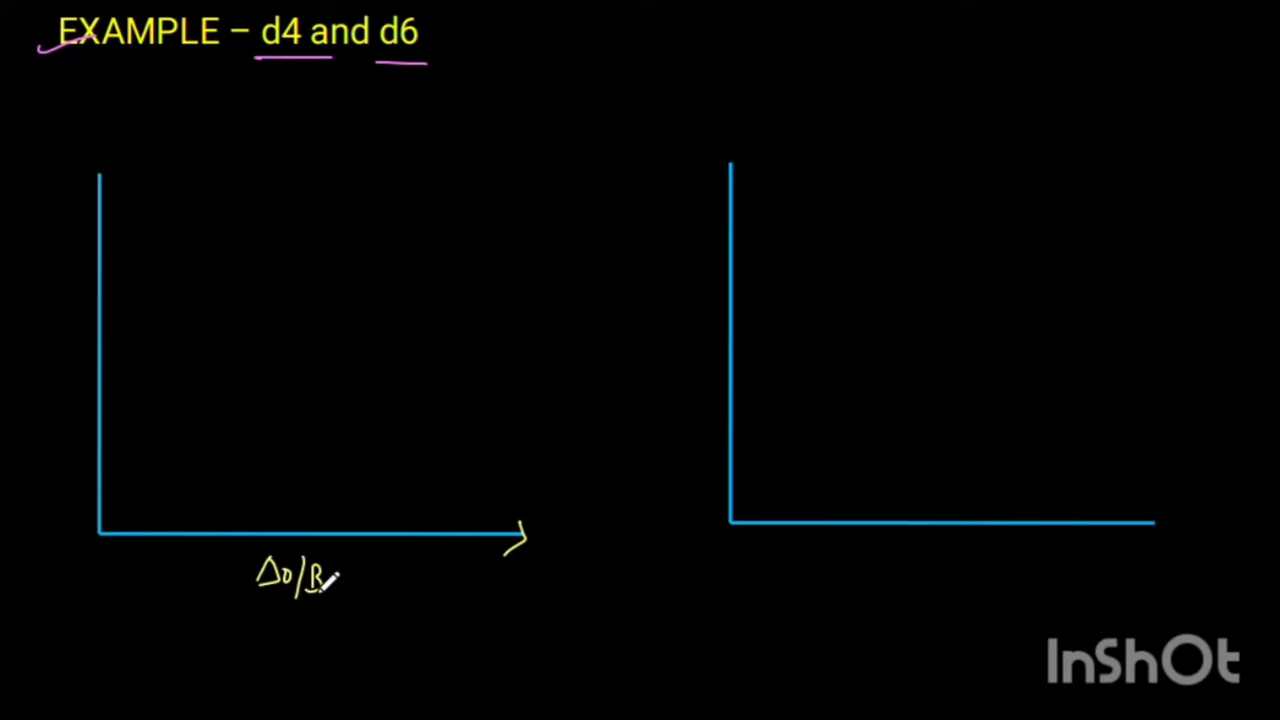 EXAMPLE – d4 and d6
Δo/B
InShOt